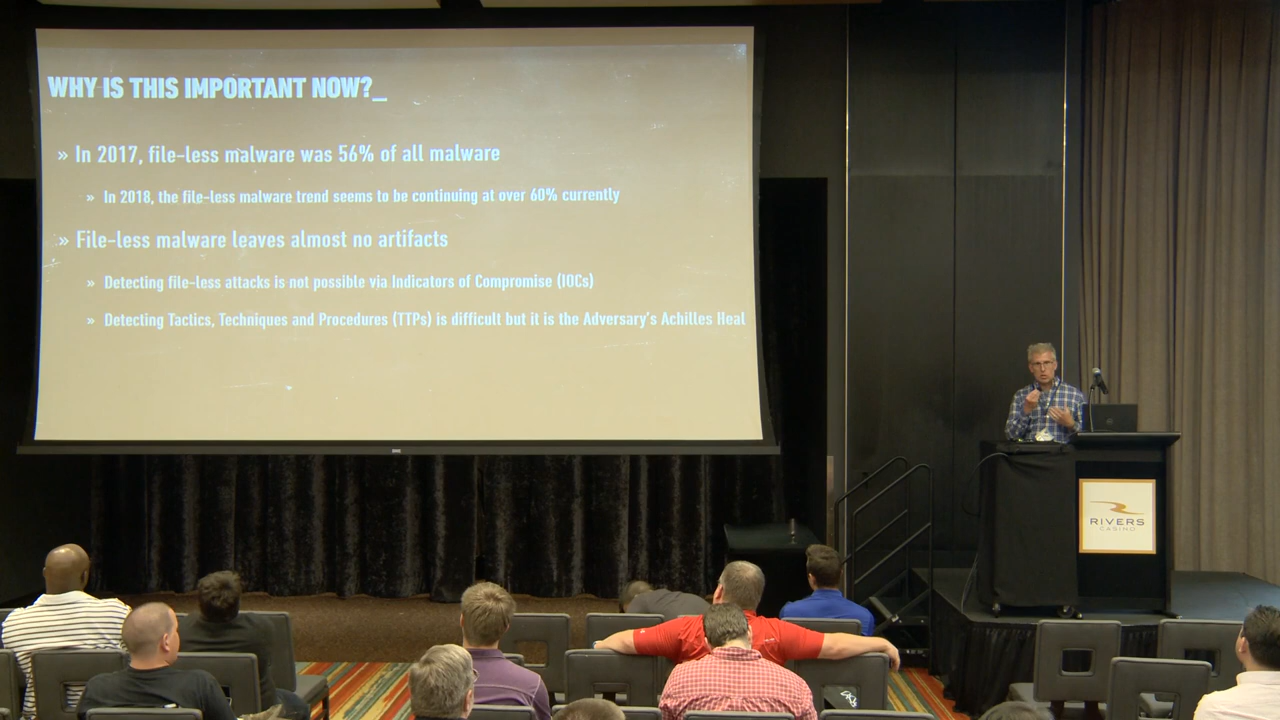 WHY IS THIS IMPORTANT NOW?_
» In 2017, file-less malware was 56% of all malware
» In 2018, the file-less malware trend seems to be continuing at over 60% currently
» File-less malware leaves almost no artifacts
» Detecting file-less attacks is not possible via Indicators of Compromise (IOCs)
» Detecting Tactics, Techniques and Procedures (TTPs) is difficult but it is the Adversary's Achilles Heal
RIVERS
CASINO